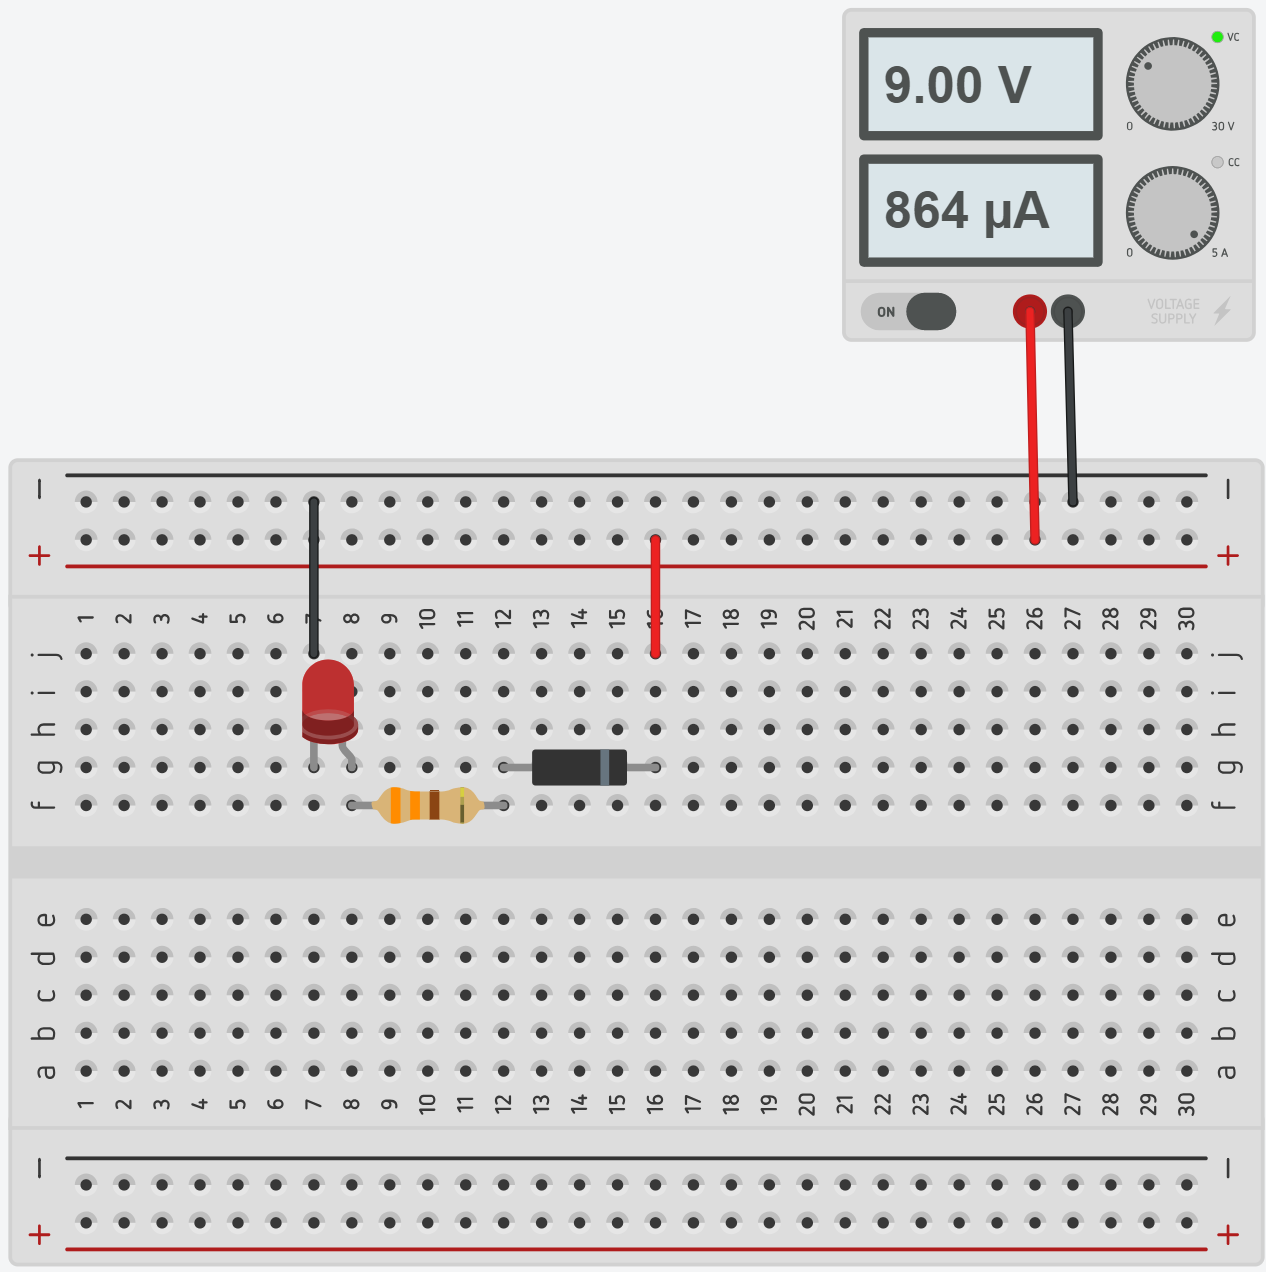 9.00 V
VC
0
30 V
864 µA
CC
0
5 A
ON
VOLTAGE
SUPPLY
− −
+ +
1 2 3 4 5 6 7 8 9 10 11 12 13 14 15 16 17 18 19 20 21 22 23 24 25 26 27 28 29 30
j j
i i
h h
g g
f f
e e
d d
c c
b b
a a
1 2 3 4 5 6 7 8 9 10 11 12 13 14 15 16 17 18 19 20 21 22 23 24 25 26 27 28 29 30
− −
+ +